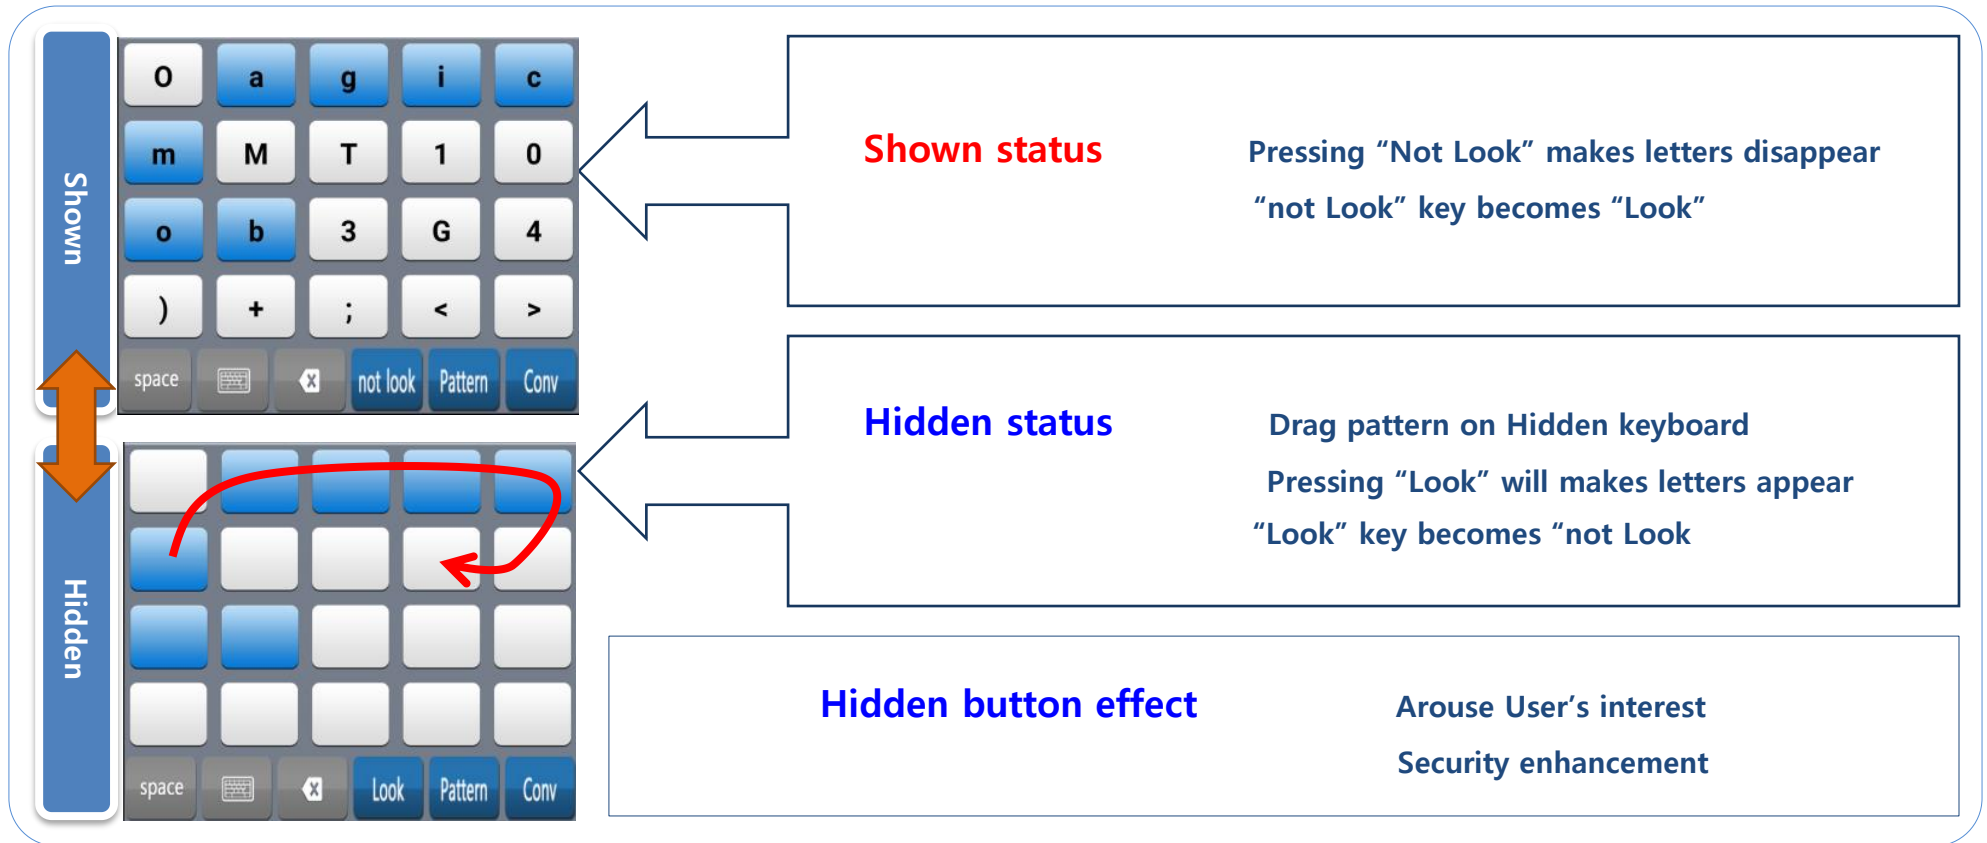 Shown
O a g i c
m M T 1 0
o b 3 G 4
) + ; < >
space not look Pattern Conv
Shown status
Pressing “Not Look” makes letters disappear
“not Look” key becomes “Look”
Hidden
space Look Pattern Conv
Hidden status
Drag pattern on Hidden keyboard
Pressing “Look” will makes letters appear
“Look” key becomes “not Look
Hidden button effect
Arouse User’s interest
Security enhancement